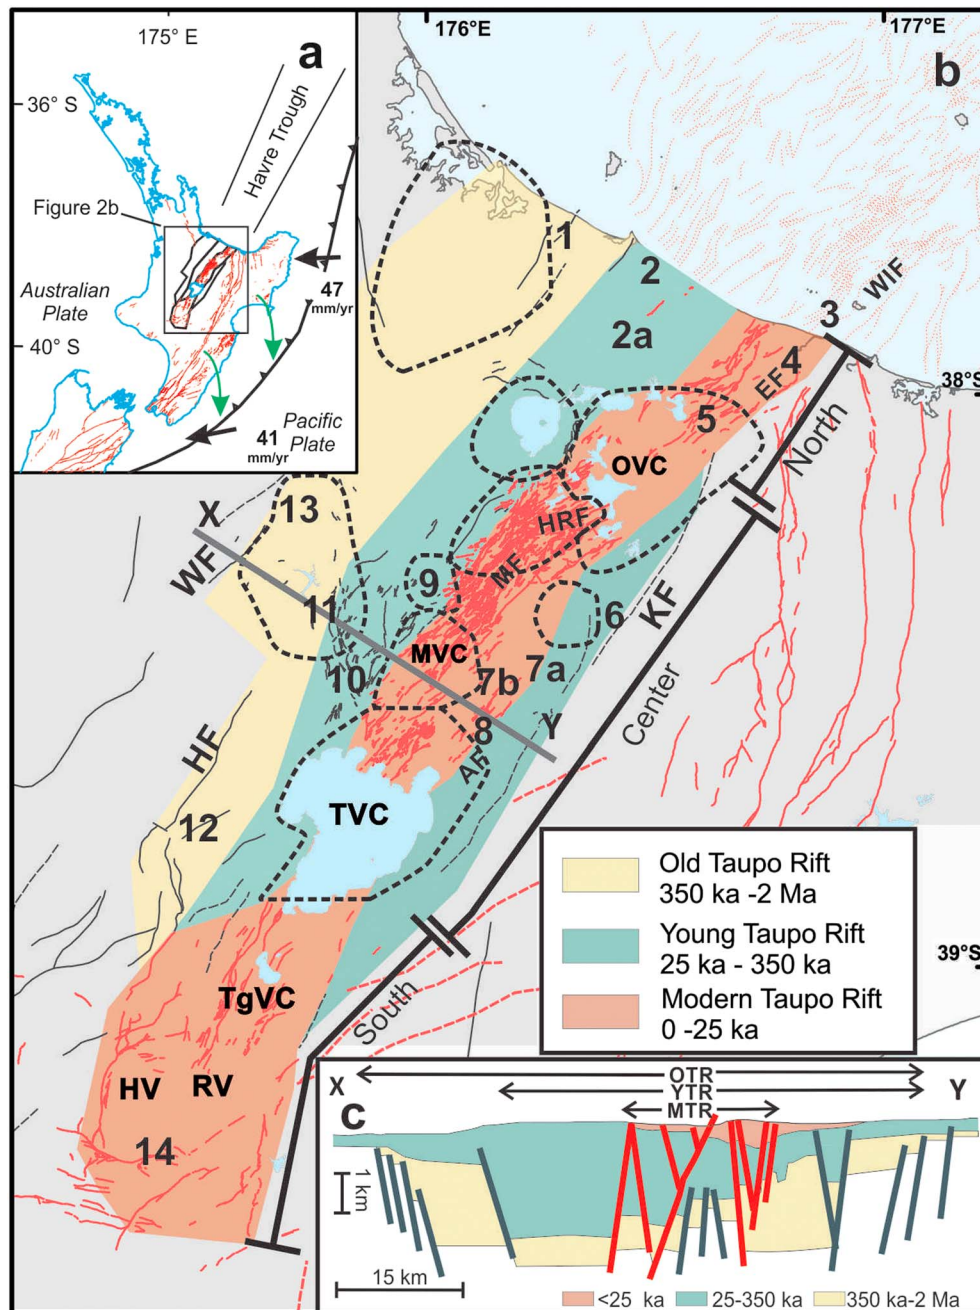 175° E
a
36° S
Havre Trough
Figure 2b
Australian
Plate
47
mm/yr
40° S
Pacific
Plate
41
mm/yr
176°E
177°E
b
1
2
2a
3
WIF
4
EF
38°S
5
OVC
North
HRF
MF
13
X
WF
11
9
6
KF
MVC
10
7b
7a
Center
8
Y
AF
HF
TVC
12
Old Taupo Rift
350 ka -2 Ma
Young Taupo Rift
25 ka - 350 ka
Modern Taupo Rift
0 -25 ka
39°S
TgVC
South
HV
RV
14
X
OTR
Y
YTR
c
MTR
1 km
15 km
<25 ka
25-350 ka
350 ka-2 Ma